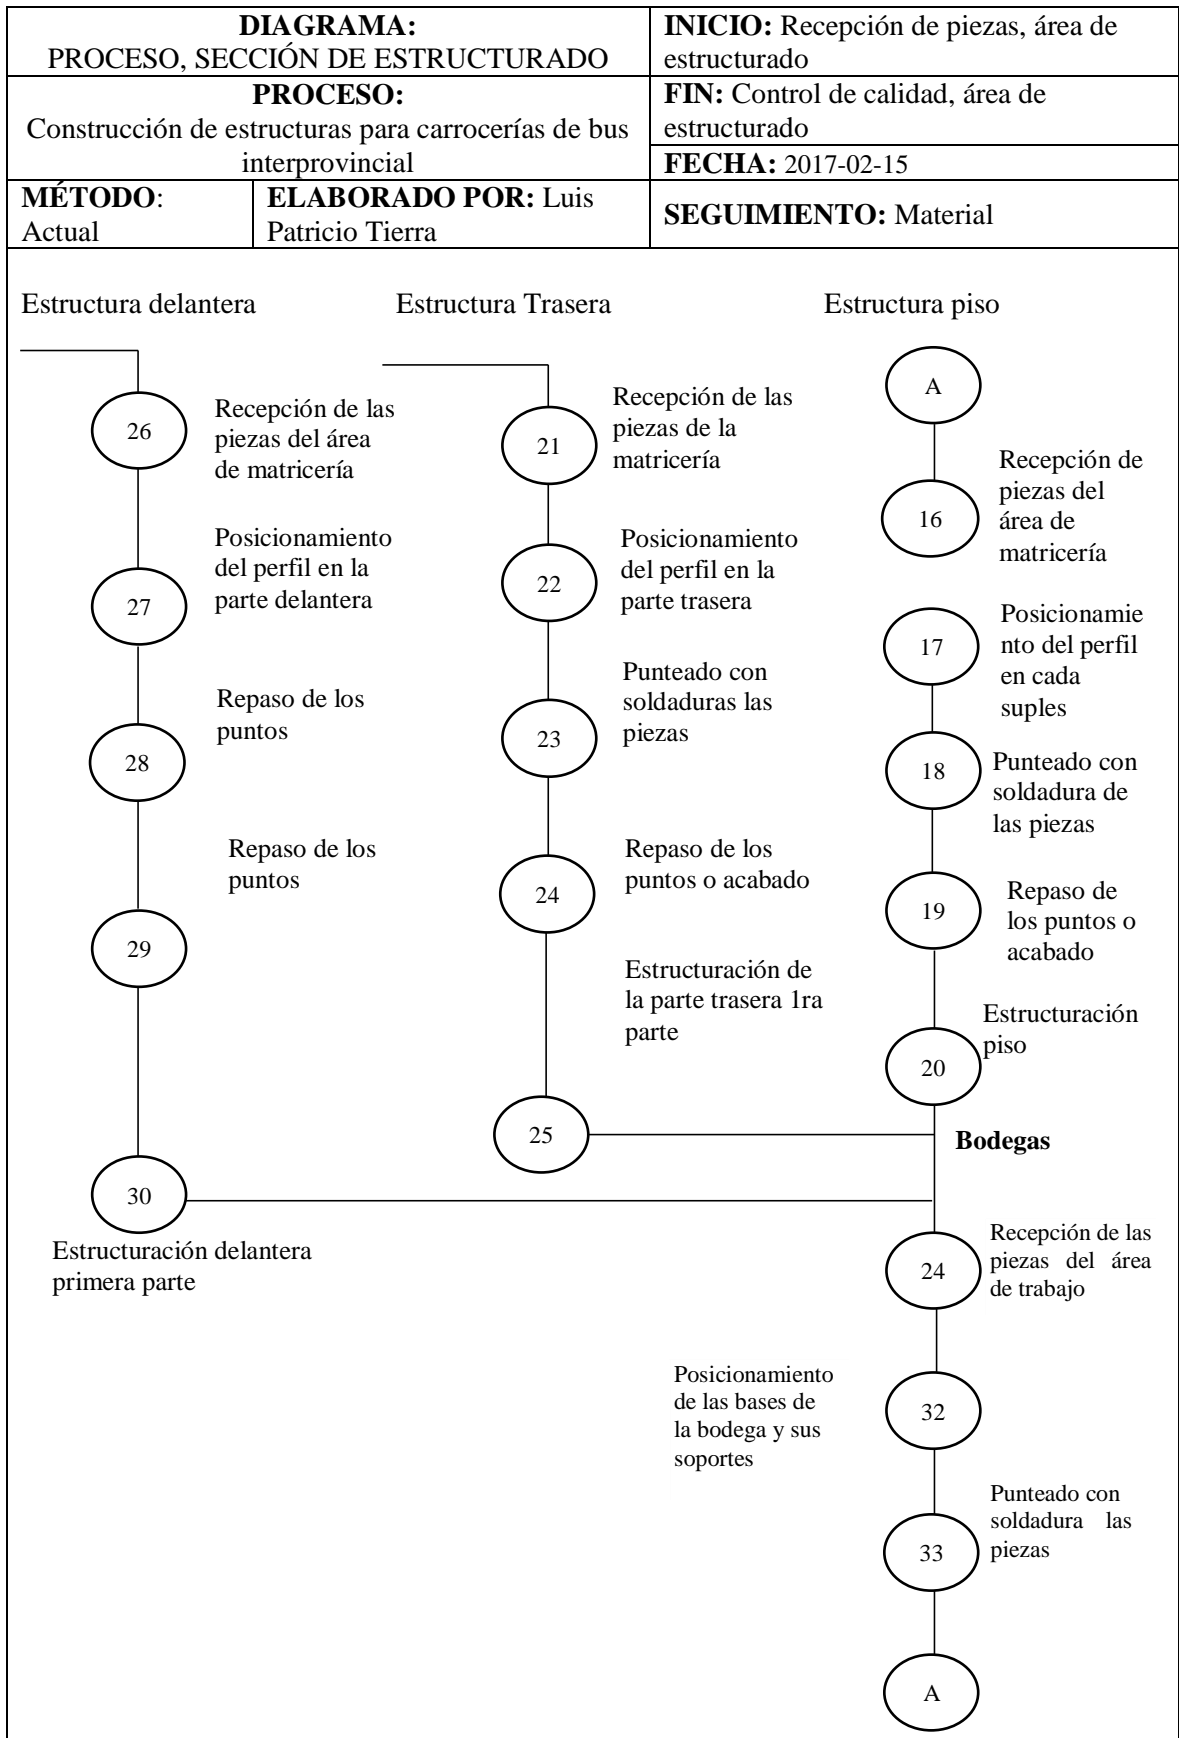 DIAGRAMA:
PROCESO, SECCIÓN DE ESTRUCTURADO
INICIO: Recepción de piezas, área de
estructurado
PROCESO:
Construcción de estructuras para carrocerías de bus
interprovincial
FIN: Control de calidad, área de
estructurado
FECHA: 2017-02-15
MÉTODO:
Actual
ELABORADO POR: Luis
Patricio Tierra
SEGUIMIENTO: Material
Estructura delantera
26
Recepción de las
piezas del área
de matricería
27
Posicionamiento
del perfil en la
parte delantera
28
Repaso de los
puntos
29
Repaso de los
puntos
30
Estructuración delantera
primera parte
Estructura Trasera
21
Recepción de las
piezas de la
matricería
22
Posicionamiento
del perfil en la
parte trasera
23
Punteado con
soldaduras las
piezas
24
Repaso de los
puntos o acabado
Estructuración de
la parte trasera 1ra
parte
25
Estructura piso
A
16
Recepción de
piezas del
área de
matricería
17
Posicionamie
nto del perfil
en cada
suples
18
Punteado con
soldadura de
las piezas
19
Repaso de
los puntos o
acabado
20
Estructuración
piso
Bodegas
24
Recepción de las
piezas del área
de trabajo
32
Posicionamiento
de las bases de
la bodega y sus
soportes
33
Punteado con
soldadura las
piezas
A